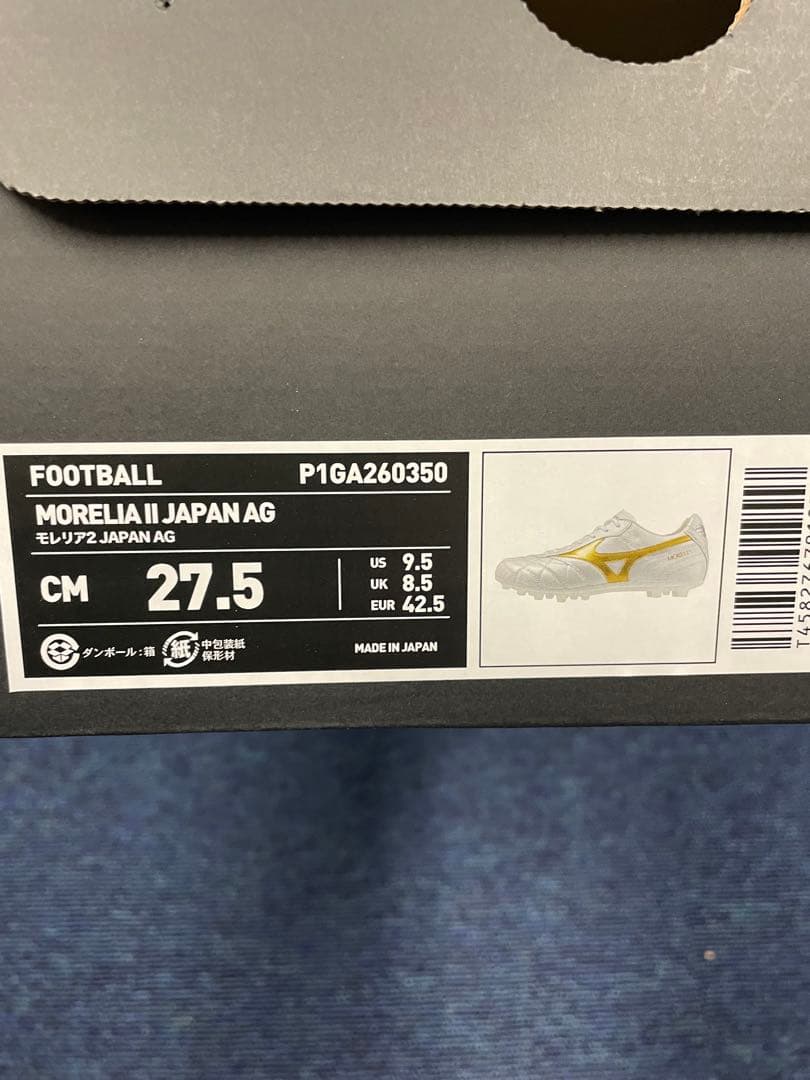 FOOTBALL P1GA260350
MORELIA II JAPAN AG
モレリア2 JAPAN AG
CM 27.5
US 9.5
UK 8.5
EUR 42.5
ダンボール:箱
紙 中包装紙
保形材
MADE IN JAPAN